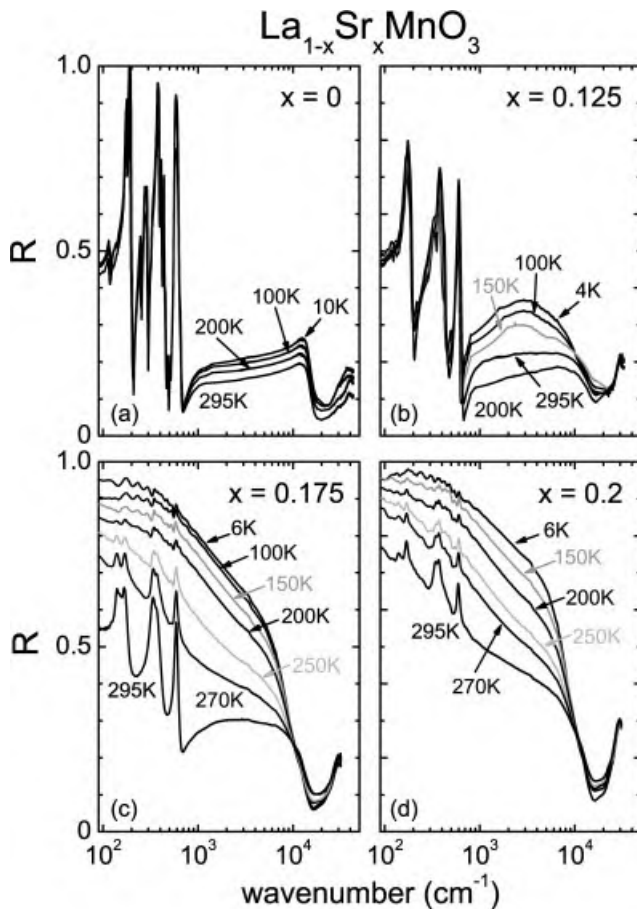 La1-xSrxMnO3
1.0
x = 0
x = 0.125
0.5
R
100K
10K
200K
295K
(a)
0
150K
100K
4K
295K
200K
(b)
1.0
x = 0.175
x = 0.2
0.5
R
6K
100K
150K
200K
250K
270K
295K
(c)
0
6K
150K
200K
250K
295K
270K
(d)
10² 10³ 10⁴ 10² 10³ 10⁴
wavenumber (cm⁻¹)